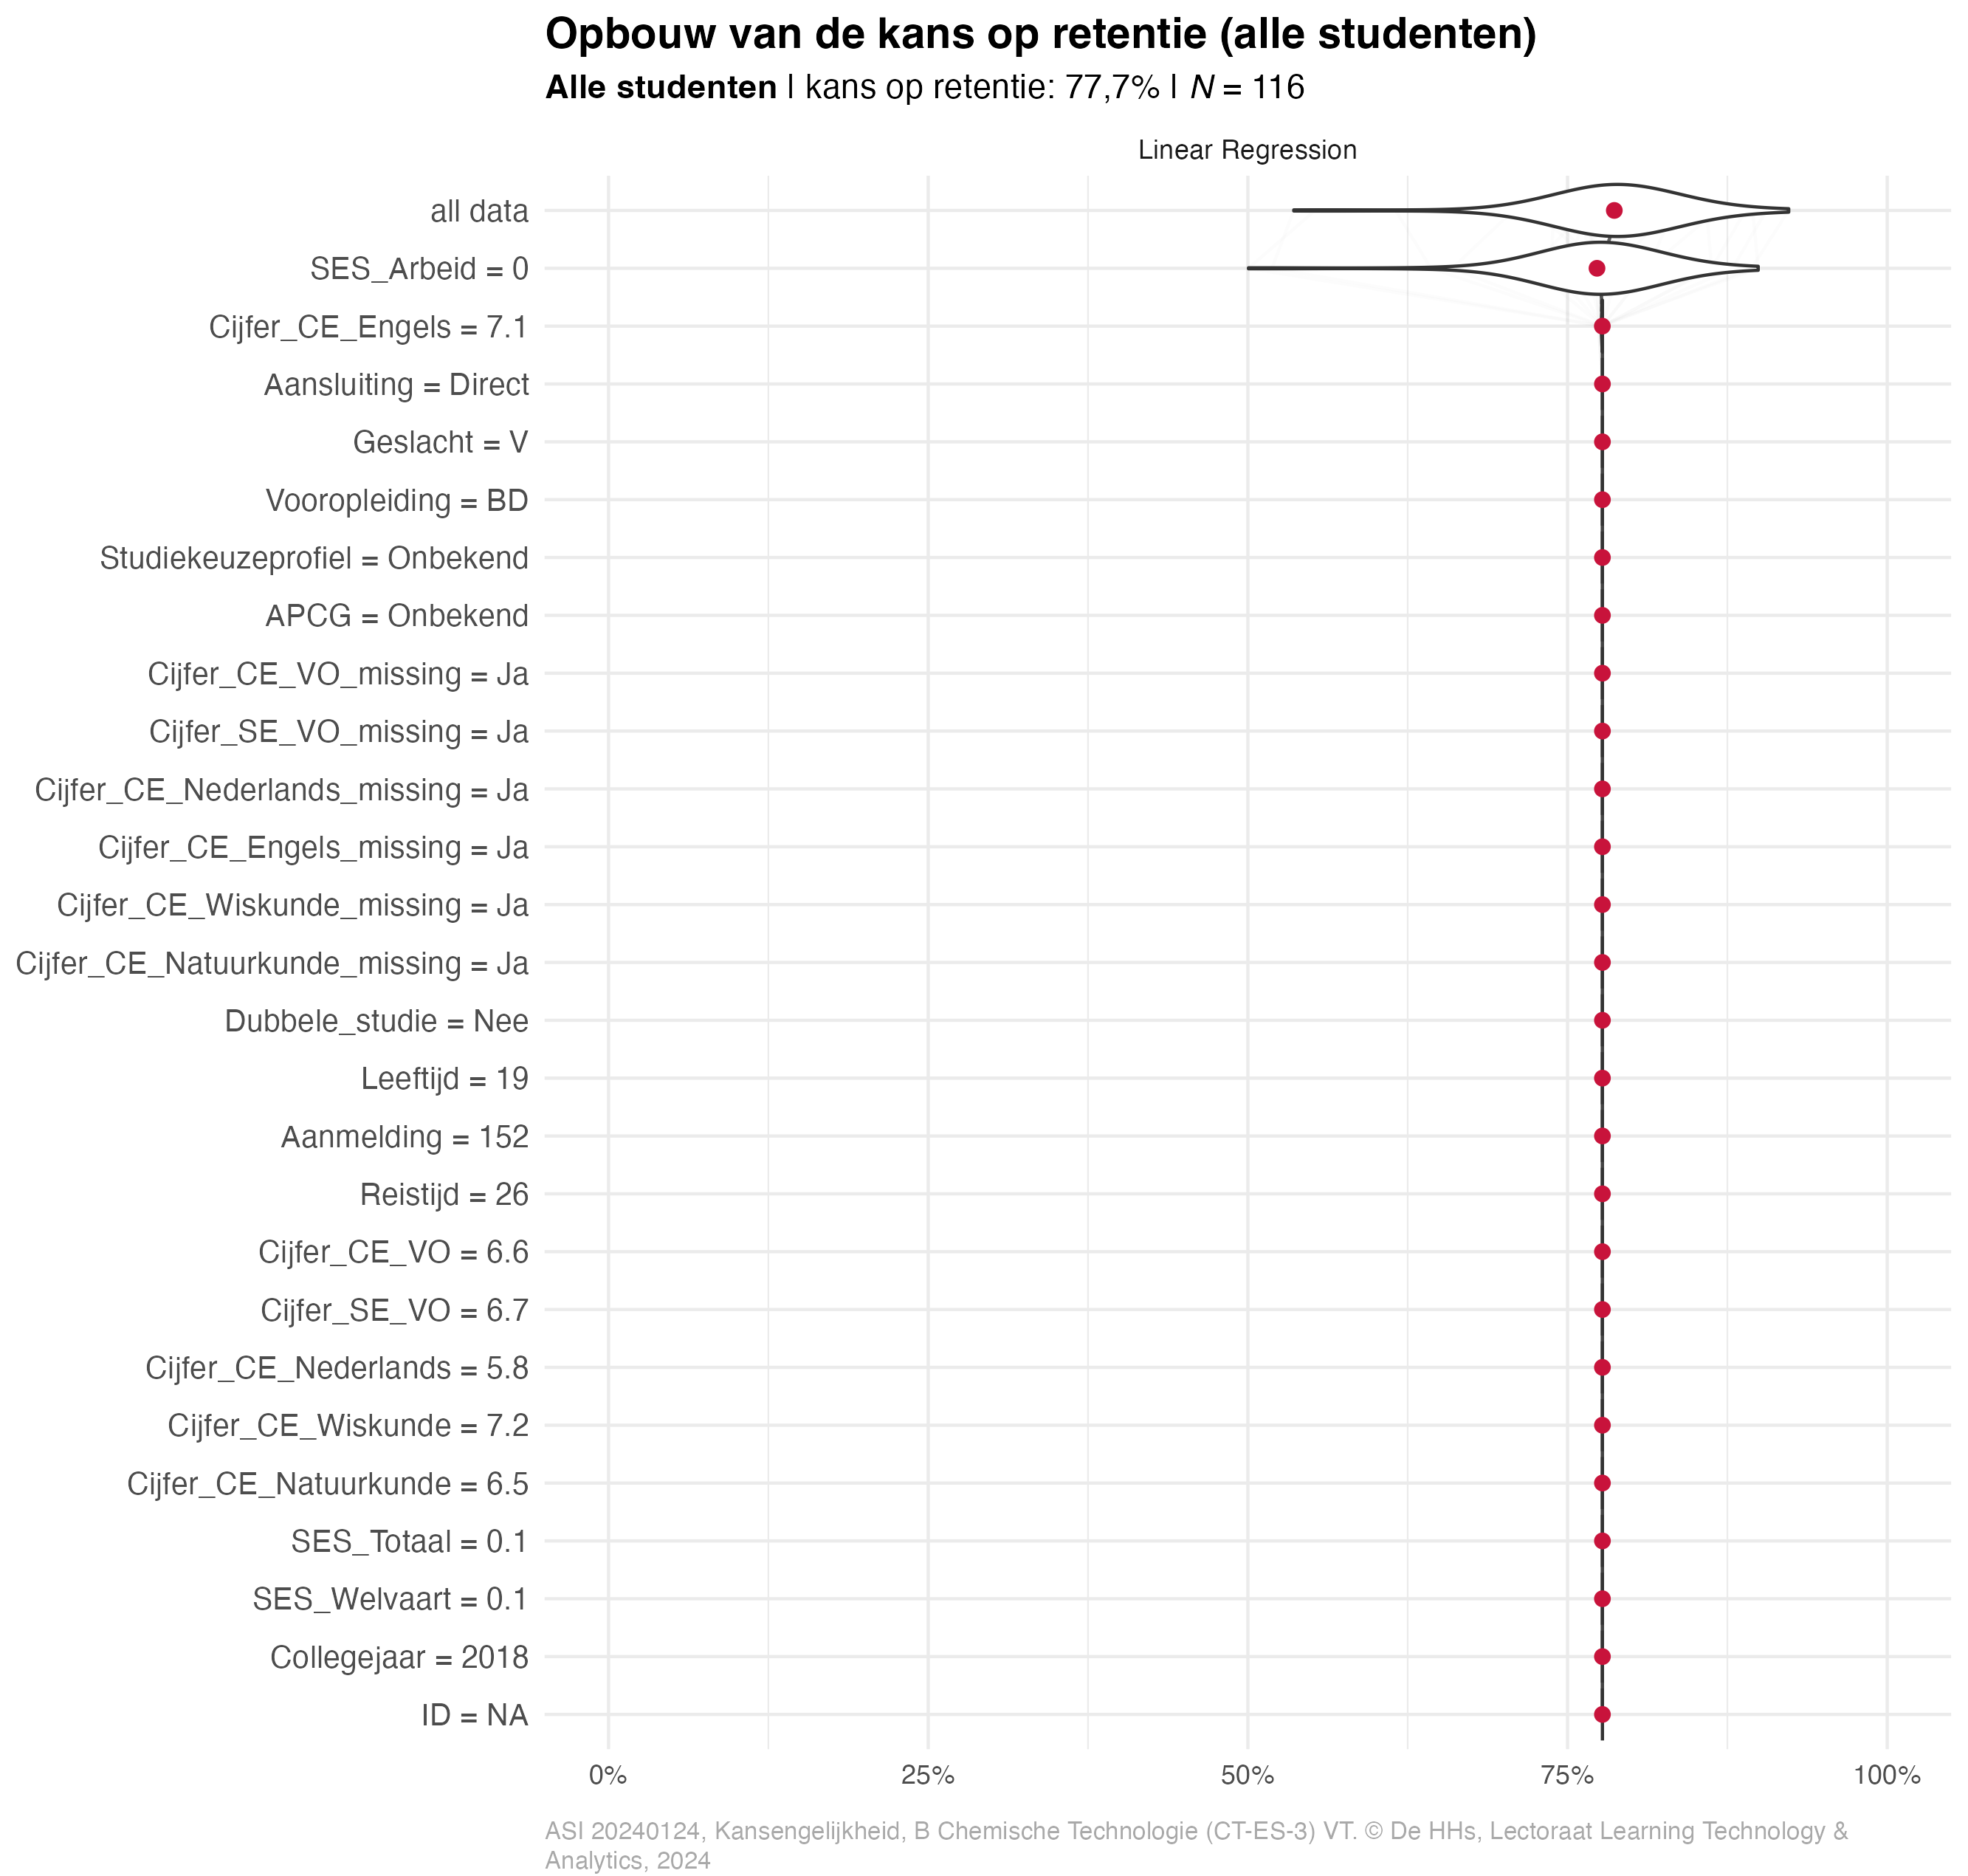 Opbouw van de kans op retentie (alle studenten)
Alle studenten | kans op retentie: 77,7% | N = 116
Linear Regression
all data
SES_Arbeid = 0
Cijfer_CE_Engels = 7.1
Aansluiting = Direct
Geslacht = V
Vooropleiding = BD
Studiekeuzeprofiel = Onbekend
APCG = Onbekend
Cijfer_CE_VO_missing = Ja
Cijfer_SE_VO_missing = Ja
Cijfer_CE_Nederlands_missing = Ja
Cijfer_CE_Engels_missing = Ja
Cijfer_CE_Wiskunde_missing = Ja
Cijfer_CE_Natuurkunde_missing = Ja
Dubbele_studie = Nee
Leeftijd = 19
Aanmelding = 152
Reistijd = 26
Cijfer_CE_VO = 6.6
Cijfer_SE_VO = 6.7
Cijfer_CE_Nederlands = 5.8
Cijfer_CE_Wiskunde = 7.2
Cijfer_CE_Natuurkunde = 6.5
SES_Totaal = 0.1
SES_Welvaart = 0.1
Collegejaar = 2018
ID = NA
0% 25% 50% 75% 100%
ASI 20240124, Kansengelijkheid, B Chemische Technologie (CT-ES-3) VT. © De HHs, Lectoraat Learning Technology &
Analytics, 2024